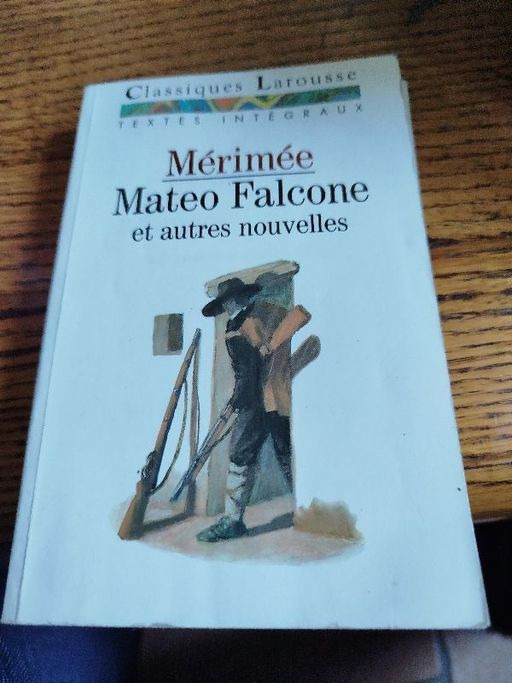 Classiques Larousse
TEXTES INTÉGRAUX
Mérimée
Mateo Falcone
et autres nouvelles